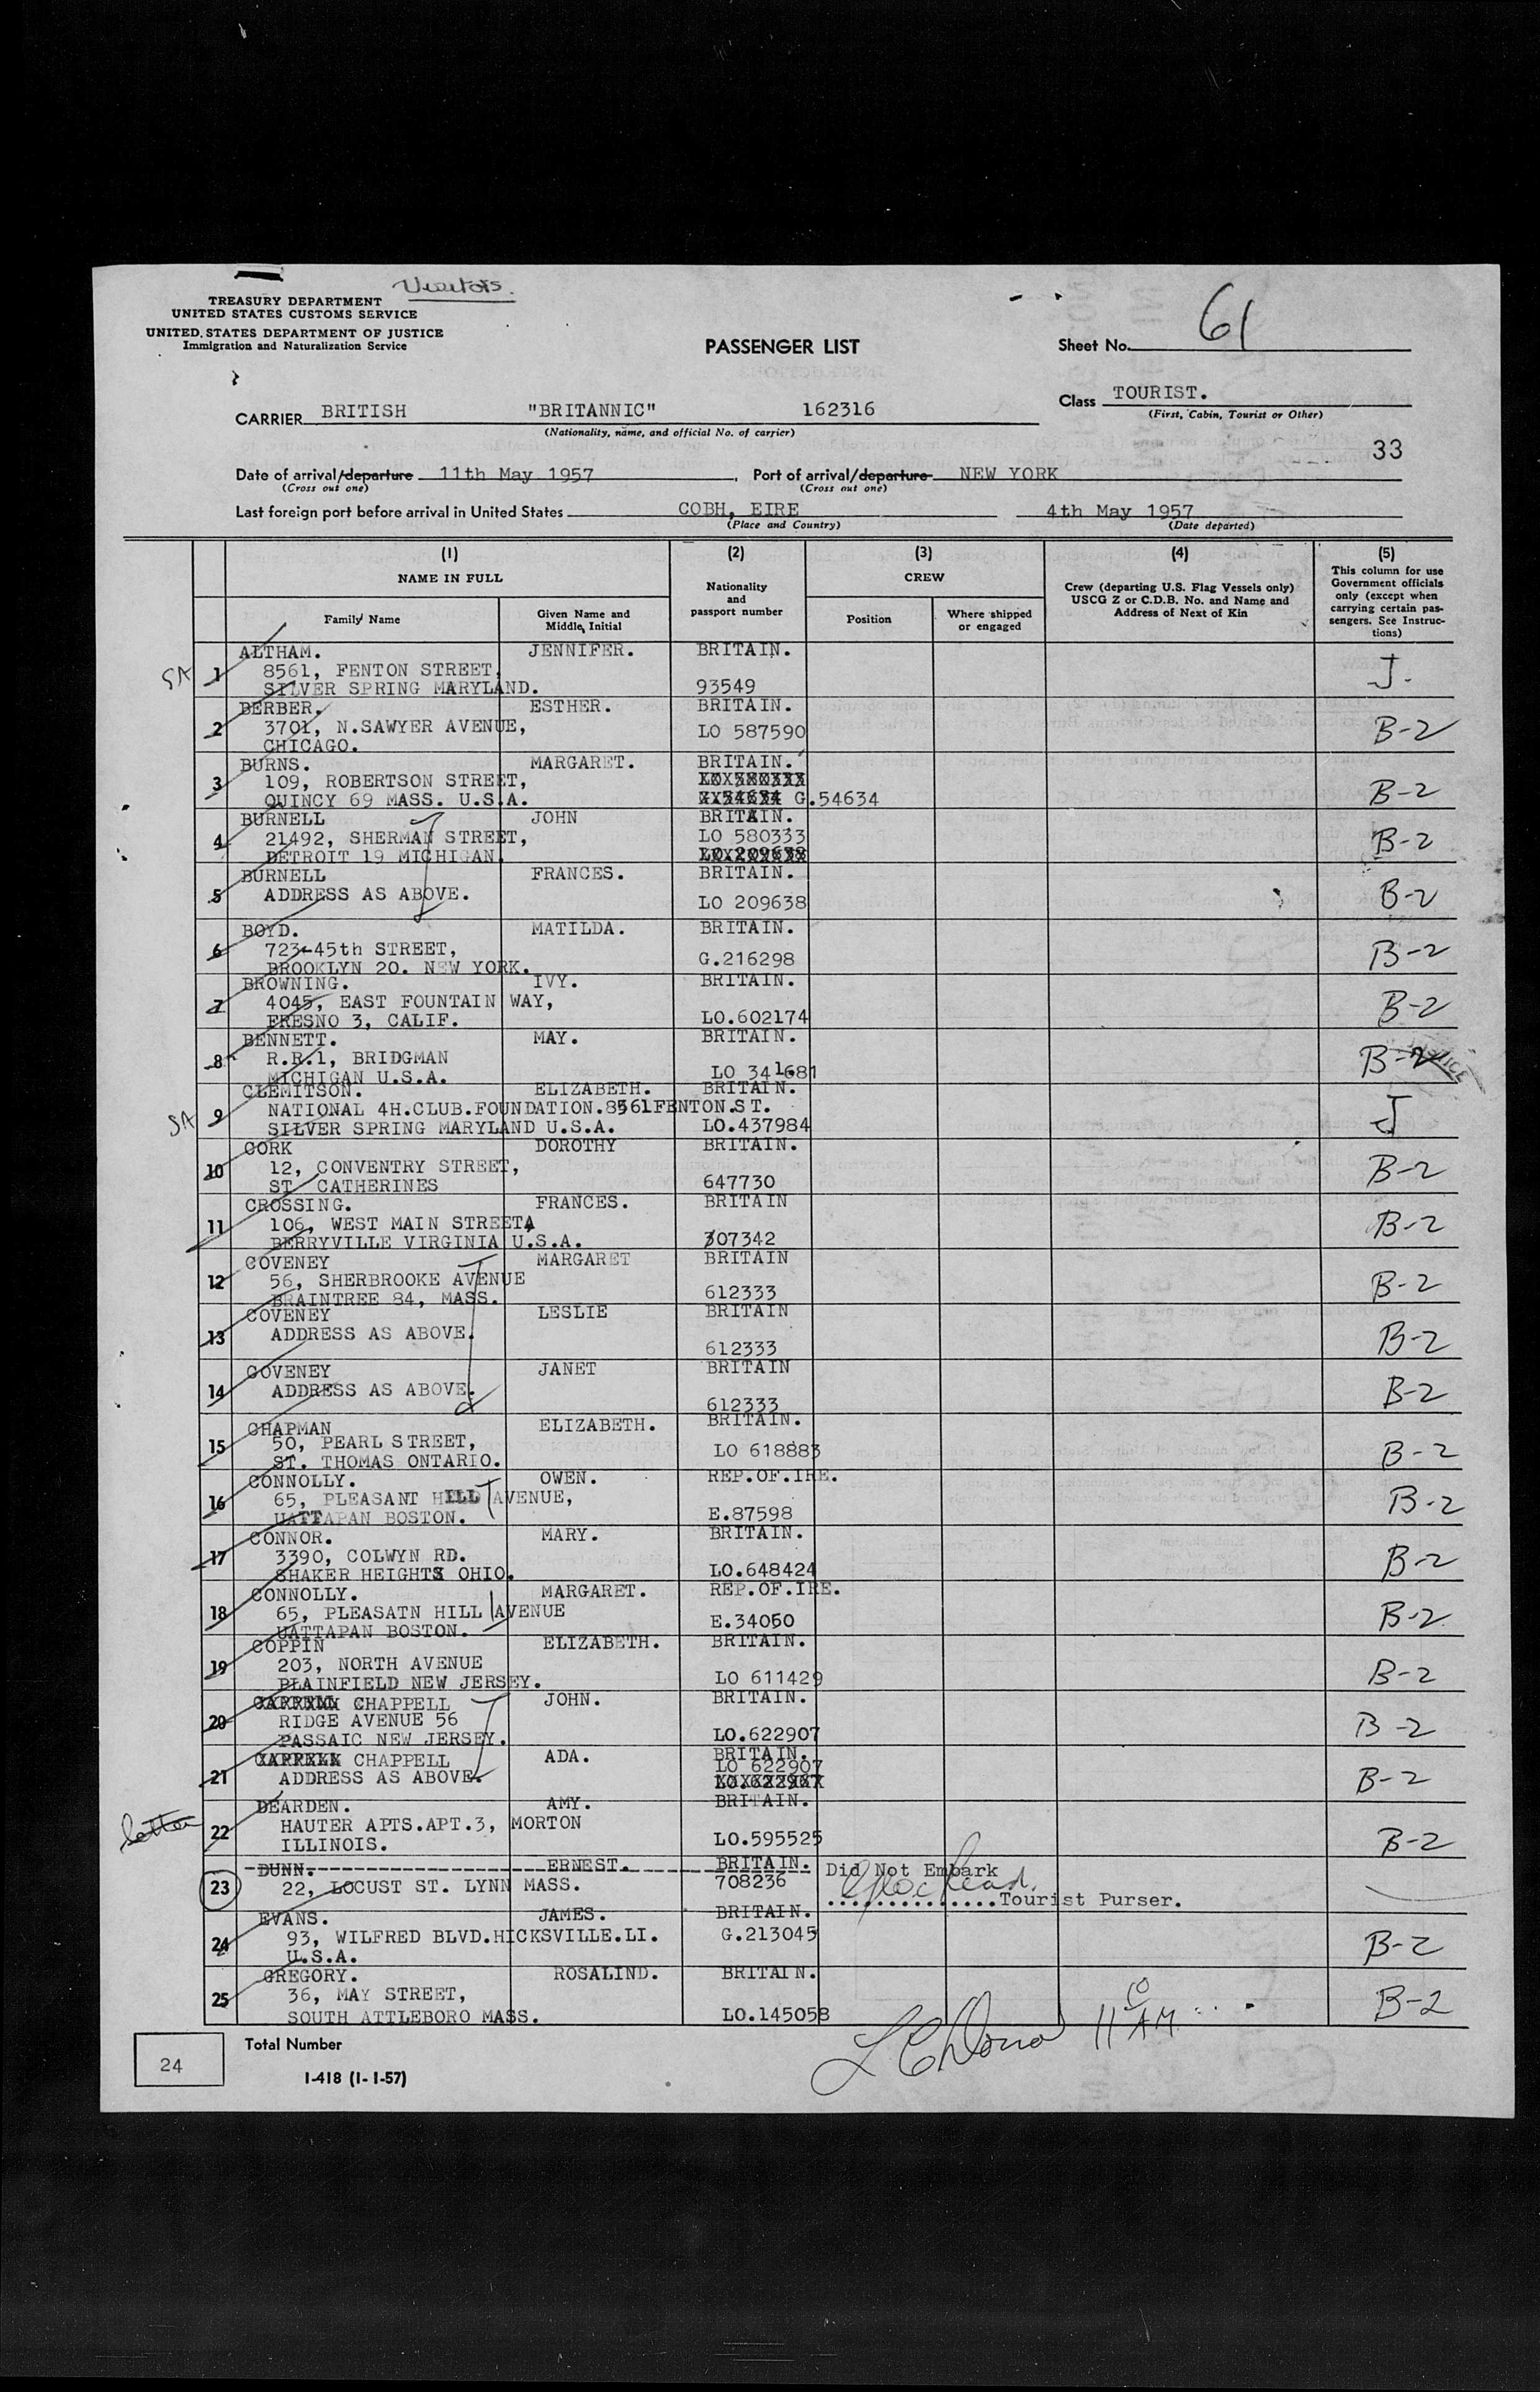 Visitors.
TREASURY DEPARTMENT
UNITED STATES CUSTOMS SERVICE
UNITED STATES DEPARTMENT OF JUSTICE
Immigration and Naturalization Service
PASSENGER LIST
Sheet No. 61
Class TOURIST.
(First, Cabin, Tourist or Other)
CARRIER BRITISH "BRITANNIC" 162316
(Nationality, name, and official No. of carrier)
33
Date of arrival/departure 11th May 1957, Port of arrival/departure NEW YORK
(Cross out one) (Cross out one)
Last foreign port before arrival in United States COBH, EIRE 4th May 1957
(Place and Country) (Date departed)
(1) (2) (3) (4) (5)
NAME IN FULL
Family Name
Given Name and Middle Initial
Nationality and passport number
CREW
Position
Where shipped or engaged
Crew (departing U.S. Flag Vessels only)
USCG Z or C.D.B. No. and Name and
Address of Next of Kin
This column for use
Government officials
only (except when
carrying certain pas-
sengers. See Instruc-
tions)
ALTHAM. JENNIFER. BRITAIN.
SA 1 8561, FENTON STREET, J.
SILVER SPRING MARYLAND. 93549
BERBER. ESTHER. BRITAIN.
2 3701, N.SAWYER AVENUE, LO 587590 B-2
CHICAGO.
BURNS. MARGARET. BRITAIN.
3 109, ROBERTSON STREET, LO 580333
QUINCY 69 MASS. U.S.A. G.54634 G.54634 B-2
BURNELL JOHN BRITAIN.
4 21492, SHERMAN STREET, LO 580333 B-2
DETROIT 19 MICHIGAN. LO.209638
BURNELL FRANCES. BRITAIN.
5 ADDRESS AS ABOVE. LO 209638 B-2
BOYD. MATILDA. BRITAIN.
6 723-45th STREET, G.216298 B-2
BROOKLYN 20. NEW YORK.
BROWNING. IVY. BRITAIN.
7 4045, EAST FOUNTAIN WAY, B-2
FRESNO 3, CALIF. LO.602174
BENNETT. MAY. BRITAIN.
8 R.R.1, BRIDGMAN B-2
MICHIGAN U.S.A. LO 341681
CLEMITSON. ELIZABETH. BRITAIN.
SA 9 NATIONAL 4H.CLUB.FOUNDATION.8561FENTON.ST. J
SILVER SPRING MARYLAND U.S.A. LO.437984
CORK DOROTHY BRITAIN.
10 12, CONVENTRY STREET, B-2
ST CATHERINES 647730
CROSSING. FRANCES. BRITAIN
11 106, WEST MAIN STREET, B-2
BERRYVILLE VIRGINIA U.S.A. 307342
COVENEY MARGARET BRITAIN
12 56, SHERBROOKE AVENUE B-2
BRAINTREE 84, MASS. 612333
COVENEY LESLIE BRITAIN
13 ADDRESS AS ABOVE. 612333 B-2
COVENEY JANET BRITAIN
14 ADDRESS AS ABOVE. 612333 B-2
CHAPMAN ELIZABETH. BRITAIN.
15 50, PEARL STREET, LO 618883 B-2
ST. THOMAS ONTARIO.
CONNOLLY. OWEN. REP.OF.IRE.
16 65, PLEASANT HILL AVENUE, B-2
UATTAPAN BOSTON. E.87598
CONNOR. MARY. BRITAIN.
17 3390, COLWYN RD. B-2
SHAKER HEIGHTS OHIO. LO.648424
CONNOLLY. MARGARET. REP.OF.IRE.
18 65, PLEASATN HILL AVENUE E.34050 B-2
UATTAPAN BOSTON.
COPPIN ELIZABETH. BRITAIN.
19 203, NORTH AVENUE B-2
PLAINFIELD NEW JERSEY. LO 611429
CHAPPELL JOHN. BRITAIN.
20 RIDGE AVENUE 56 B-2
PASSAIC NEW JERSEY. LO.622907
CHAPPELL ADA. BRITAIN.
LO 622907
21 ADDRESS AS ABOVE. LO.622907 B-2
DEARDEN. AMY. BRITAIN.
letter 22 HAUTER APTS.APT.3, MORTON B-2
ILLINOIS. LO.595525
DUNN. ERNEST. BRITAIN. Did Not Embark
23 22, LOCUST ST. LYNN MASS. 708236
...............Tourist Purser.
EVANS. JAMES. BRITAIN.
24 93, WILFRED BLVD.HICKSVILLE.LI. G.213045 B-2
U.S.A.
GREGORY. ROSALIND. BRITAIN.
25 36, MAY STREET, B-2
SOUTH ATTLEBORO MASS. LO.145058
11 AM
24 Total Number
I-418 (1-1-57)